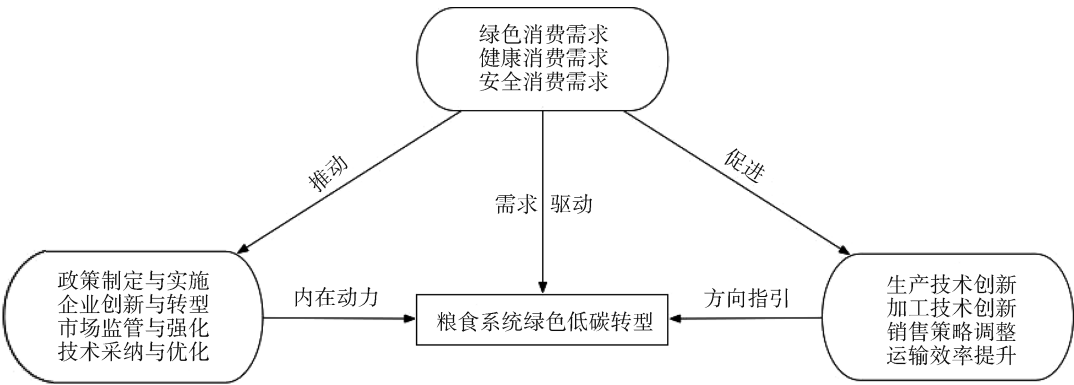 绿色消费需求
健康消费需求
安全消费需求
推动
需求 驱动
促进
政策制定与实施
企业创新与转型
市场监管与强化
技术采纳与优化
内在动力
粮食系统绿色低碳转型
方向指引
生产技术创新
加工技术创新
销售策略调整
运输效率提升